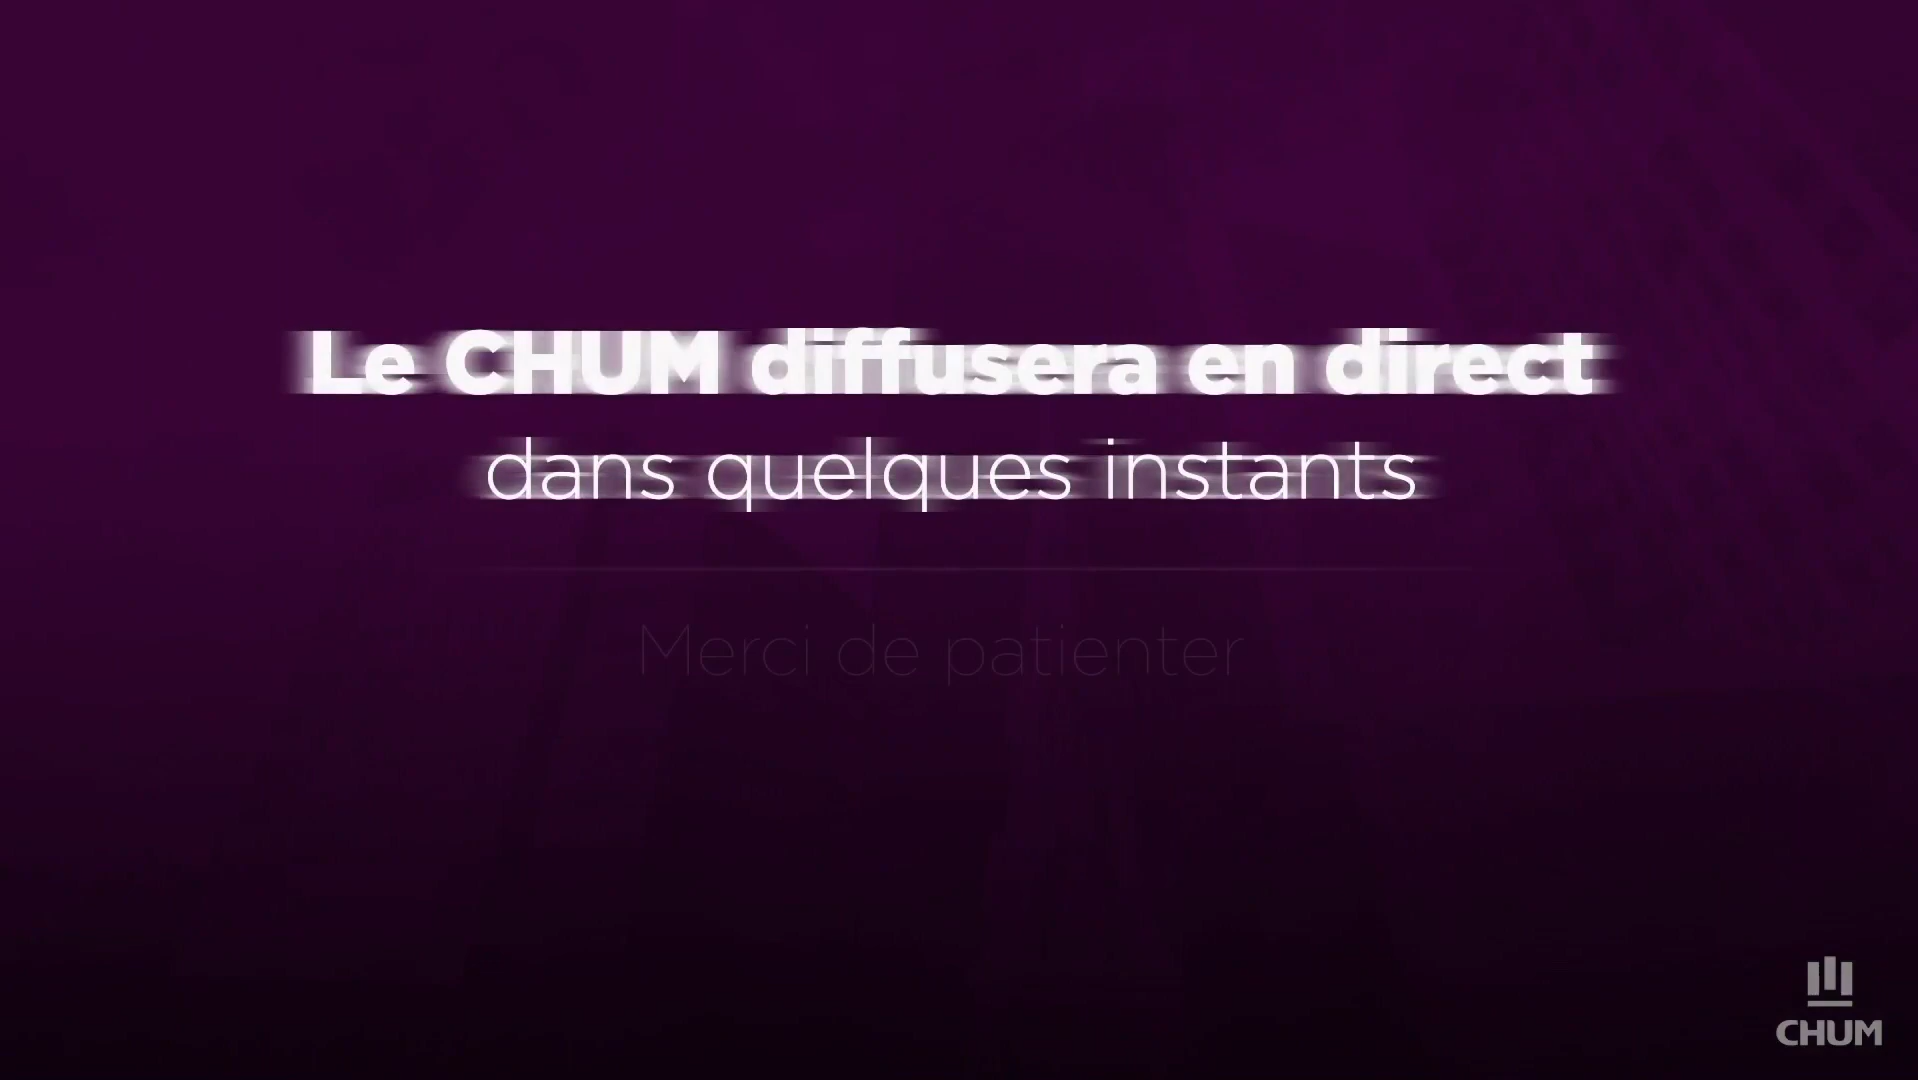 Le CHUM diffusera en direct
dans quelques instants
Merci de patienter
CHUM